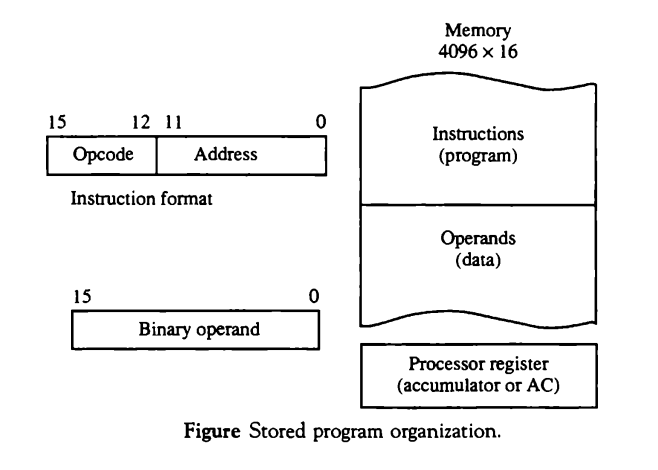 Memory
4096 × 16
15 12 11 0
Opcode Address
Instruction format
Instructions
(program)
Operands
(data)
15 0
Binary operand
Processor register
(accumulator or AC)
Figure Stored program organization.